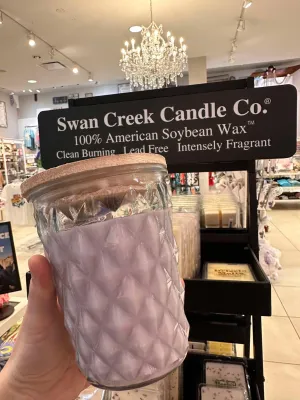 Swan Creek Candle Co.®
100% American Soybean Wax™
Clean Burning Lead Free Intensely Fragrant